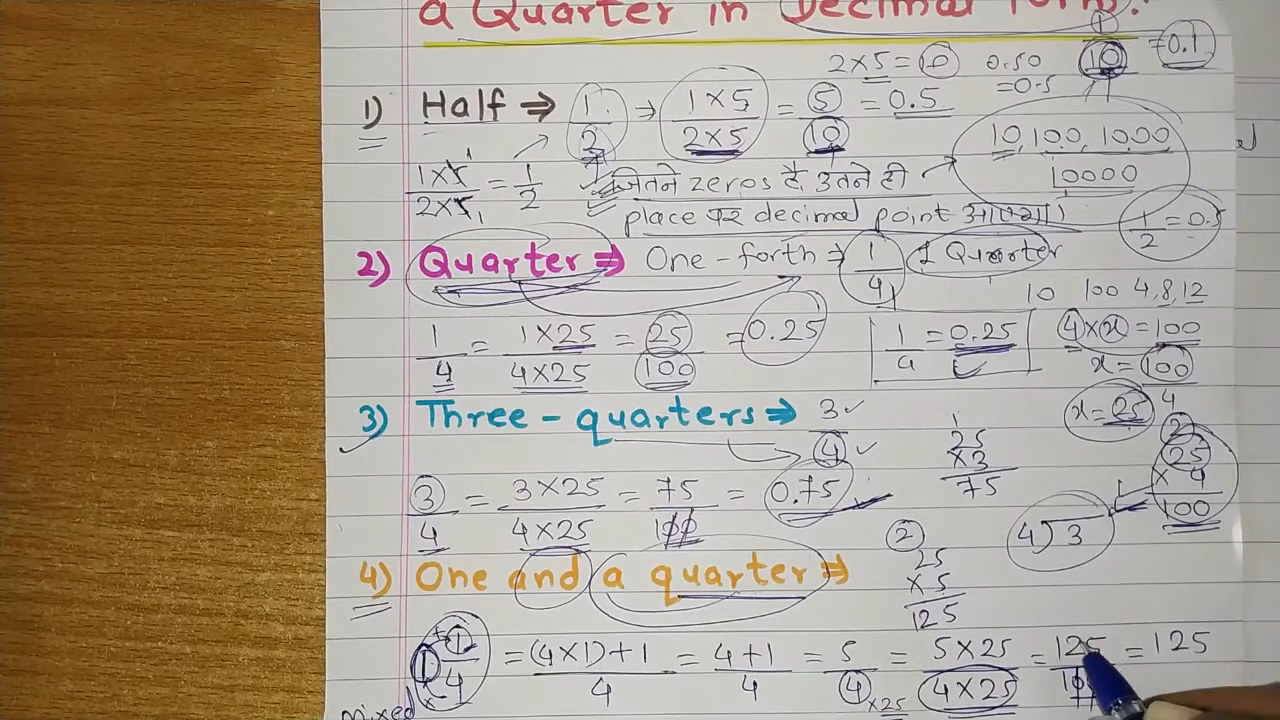 a Quarter in Decimal form.
1
2×5=10 0.50 10 =0.1
=0.5
1) Half ⇒ 1/2 → 1×5/2×5 = 5/10 = 0.5
10, 100, 1000
10000
1×5/2×5 = 1/2 जितने zeros है उतने ही
place पर decimal point आएगा।
1/2 = 0.5
2) Quarter ⇒ One-forth ⇒ 1/4 1 Quarter
10 100 4,8,12
1/4 = 1×25/4×25 = 25/100 = 0.25
1/4 = 0.25
4×x=100
x=100
4
x=25
3) Three-quarters ⇒ 3/4
2
25
×4
100
1
25
×3
75
3/4 = 3×25/4×25 = 75/100 = 0.75
4)3
4) One and a quarter ⇒
2
25
×5
125
1 1/4 = (4×1)+1/4 = 4+1/4 = 5/4 = 5×25/4×25 = 125/100 = 125
×25
mixed